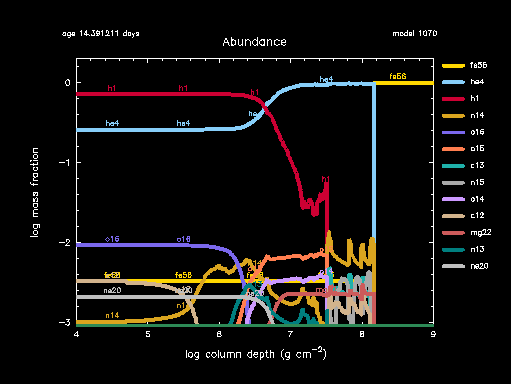 age 14.391211 days
model 1070
Abundance
fe56
he4
h1
n14
o16
o15
c13
n15
o14
c12
mg22
n13
ne20
h1 h1 h1
he4 he4 he4
fe56
h1
o16 o16
fe56
ne20
n14
0
−1
−2
−3
4 5 6 7 8 9
log mass fraction
log column depth (g cm⁻²)